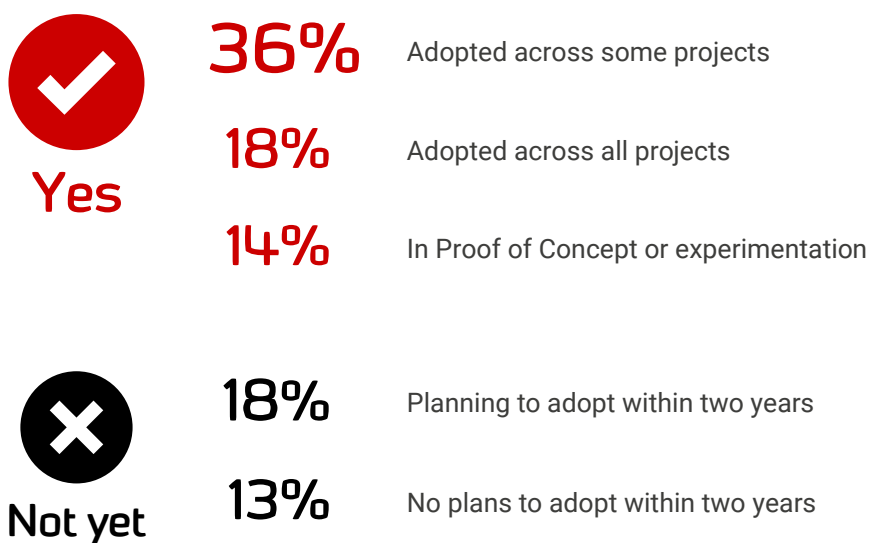 36% Adopted across some projects
18% Adopted across all projects
Yes
14% In Proof of Concept or experimentation
18% Planning to adopt within two years
13% No plans to adopt within two years
Not yet